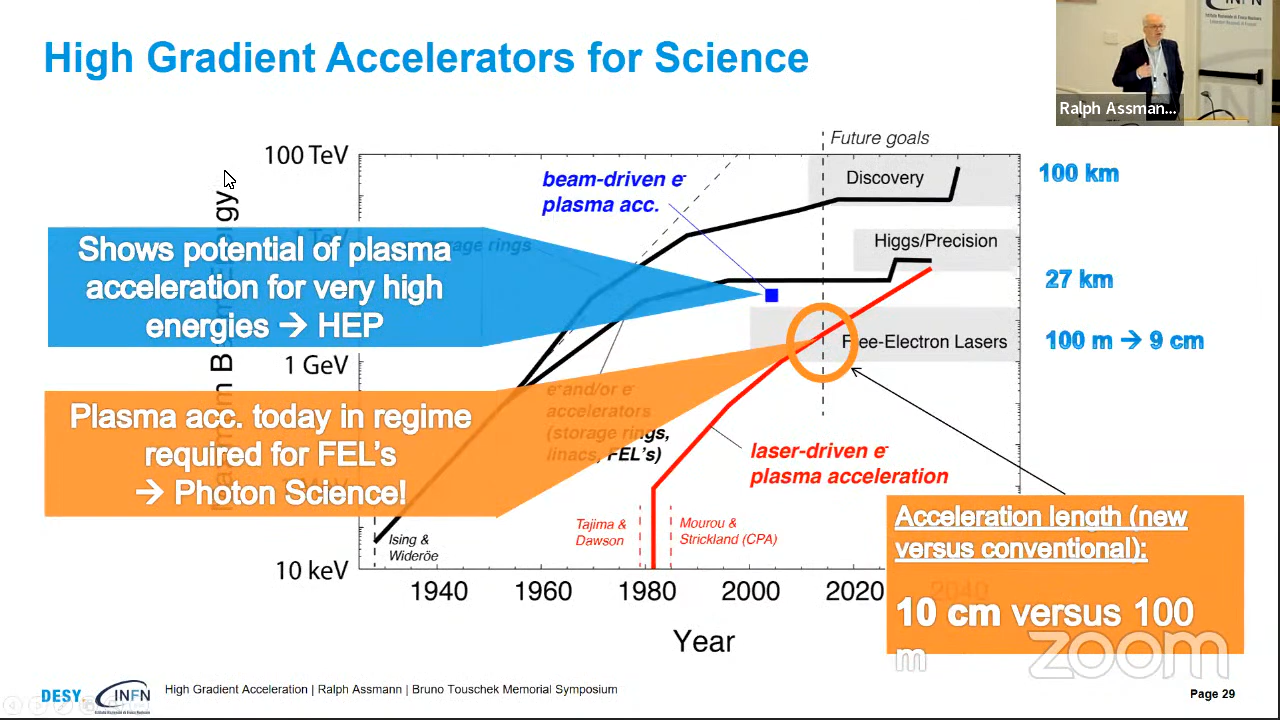 High Gradient Accelerators for Science
INFN
Ralph Assman...
Future goals
100 TeV
beam-driven e-
plasma acc.
Discovery
100 km
Higgs/Precision
27 km
Shows potential of plasma
acceleration for very high
energies → HEP
1 GeV
Free-Electron Lasers
100 m → 9 cm
e+ and/or e-
accelerators
(storage rings,
linacs, FEL's)
Plasma acc. today in regime
required for FEL's
→ Photon Science!
laser-driven e-
plasma acceleration
Acceleration length (new
versus conventional):
10 cm versus 100
m
Ising &
Wideröe
Tajima &
Dawson
Mourou &
Strickland (CPA)
10 keV
1940
1960
1980
2000
2020
2040
Year
zoom
DESY.
INFN
High Gradient Acceleration | Ralph Assmann | Bruno Touschek Memorial Symposium
Page 29